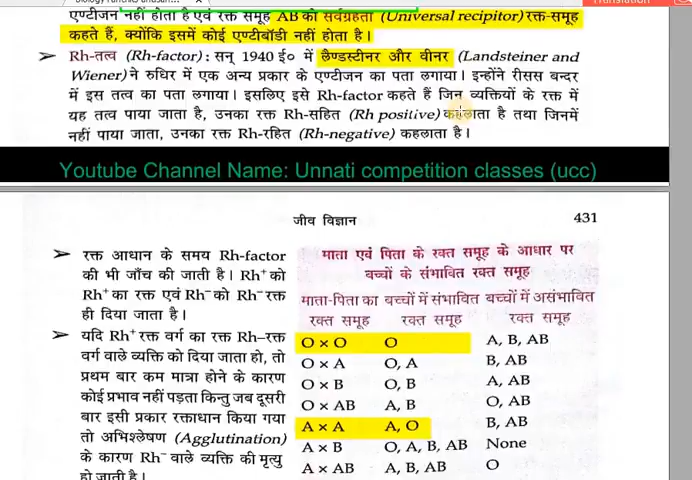 Translation
एण्टीजन नहीं होता है एवं रक्त समूह AB को सर्वग्रहता (Universal recipitor) रक्त-समूह
कहते हैं, क्योंकि इसमें कोई एण्टीबॉडी नहीं होता है।
➤ Rh-तत्व (Rh-factor): सन् 1940 ई० में लैण्डस्टीनर और वीनर (Landsteiner and
Wiener) ने रुधिर में एक अन्य प्रकार के एण्टीजन का पता लगाया। इन्होंने रीसस बन्दर
में इस तत्व का पता लगाया। इसलिए इसे Rh-factor कहते हैं जिन व्यक्तियों के रक्त में
यह तत्व पाया जाता है, उनका रक्त Rh-सहित (Rh positive) कहलाता है तथा जिनमें
नहीं पाया जाता, उनका रक्त Rh-रहित (Rh-negative) कहलाता है।
Youtube Channel Name: Unnati competition classes (ucc)
जीव विज्ञान 431
➤ रक्त आधान के समय Rh-factor
की भी जाँच की जाती है। Rh⁺ को
Rh⁺ का रक्त एवं Rh⁻ को Rh⁻ रक्त
ही दिया जाता है।
➤ यदि Rh⁺ रक्त वर्ग का रक्त Rh–रक्त
वर्ग वाले व्यक्ति को दिया जाता हो, तो
प्रथम बार कम मात्रा होने के कारण
कोई प्रभाव नहीं पड़ता किन्तु जब दूसरी
बार इसी प्रकार रक्ताधान किया गया
तो अभिश्लेषण (Agglutination)
के कारण Rh⁻ वाले व्यक्ति की मृत्यु
हो जाती है।
माता एवं पिता के रक्त समूह के आधार पर
बच्चों के संभावित रक्त समूह
माता-पिता का बच्चों में संभावित बच्चों में असंभावित
रक्त समूह रक्त समूह रक्त समूह
O × O O A, B, AB
O × A O, A B, AB
O × B O, B A, AB
O × AB A, B O, AB
A × A A, O B, AB
A × B O, A, B, AB None
A × AB A, B, AB O